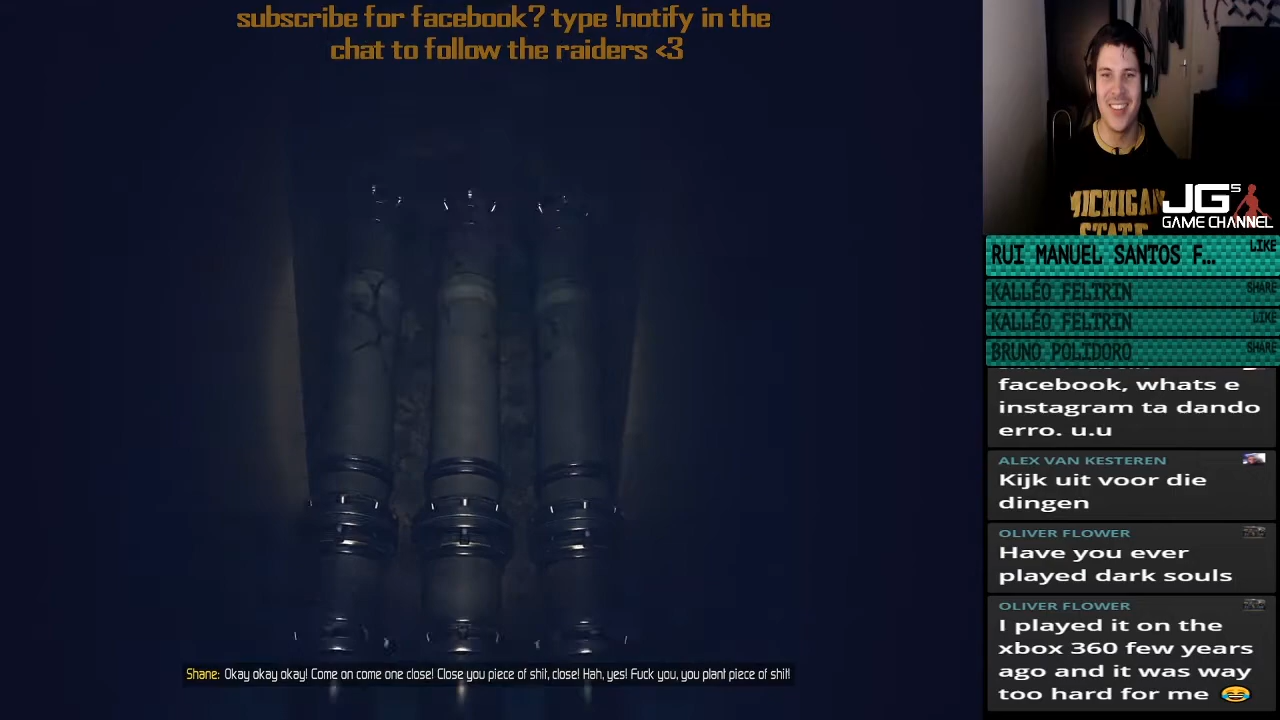 subscribe for facebook? type !notify in the
chat to follow the raiders <3
MICHIGAN
STATE
JG5
GAME CHANNEL
RUI MANUEL SANTOS F... LIKE
KALLÉO FELTRIN SHARE
KALLÉO FELTRIN LIKE
BRUNO POLIDORO SHARE
facebook, whats e
instagram ta dando
erro. u.u
ALEX VAN KESTEREN
Kijk uit voor die
dingen
OLIVER FLOWER
Have you ever
played dark souls
OLIVER FLOWER
I played it on the
xbox 360 few years
ago and it was way
too hard for me 😂
Shane: Okay okay okay! Come on come one close! Close you piece of shit, close! Hah, yes! Fuck you, you plant piece of shit!